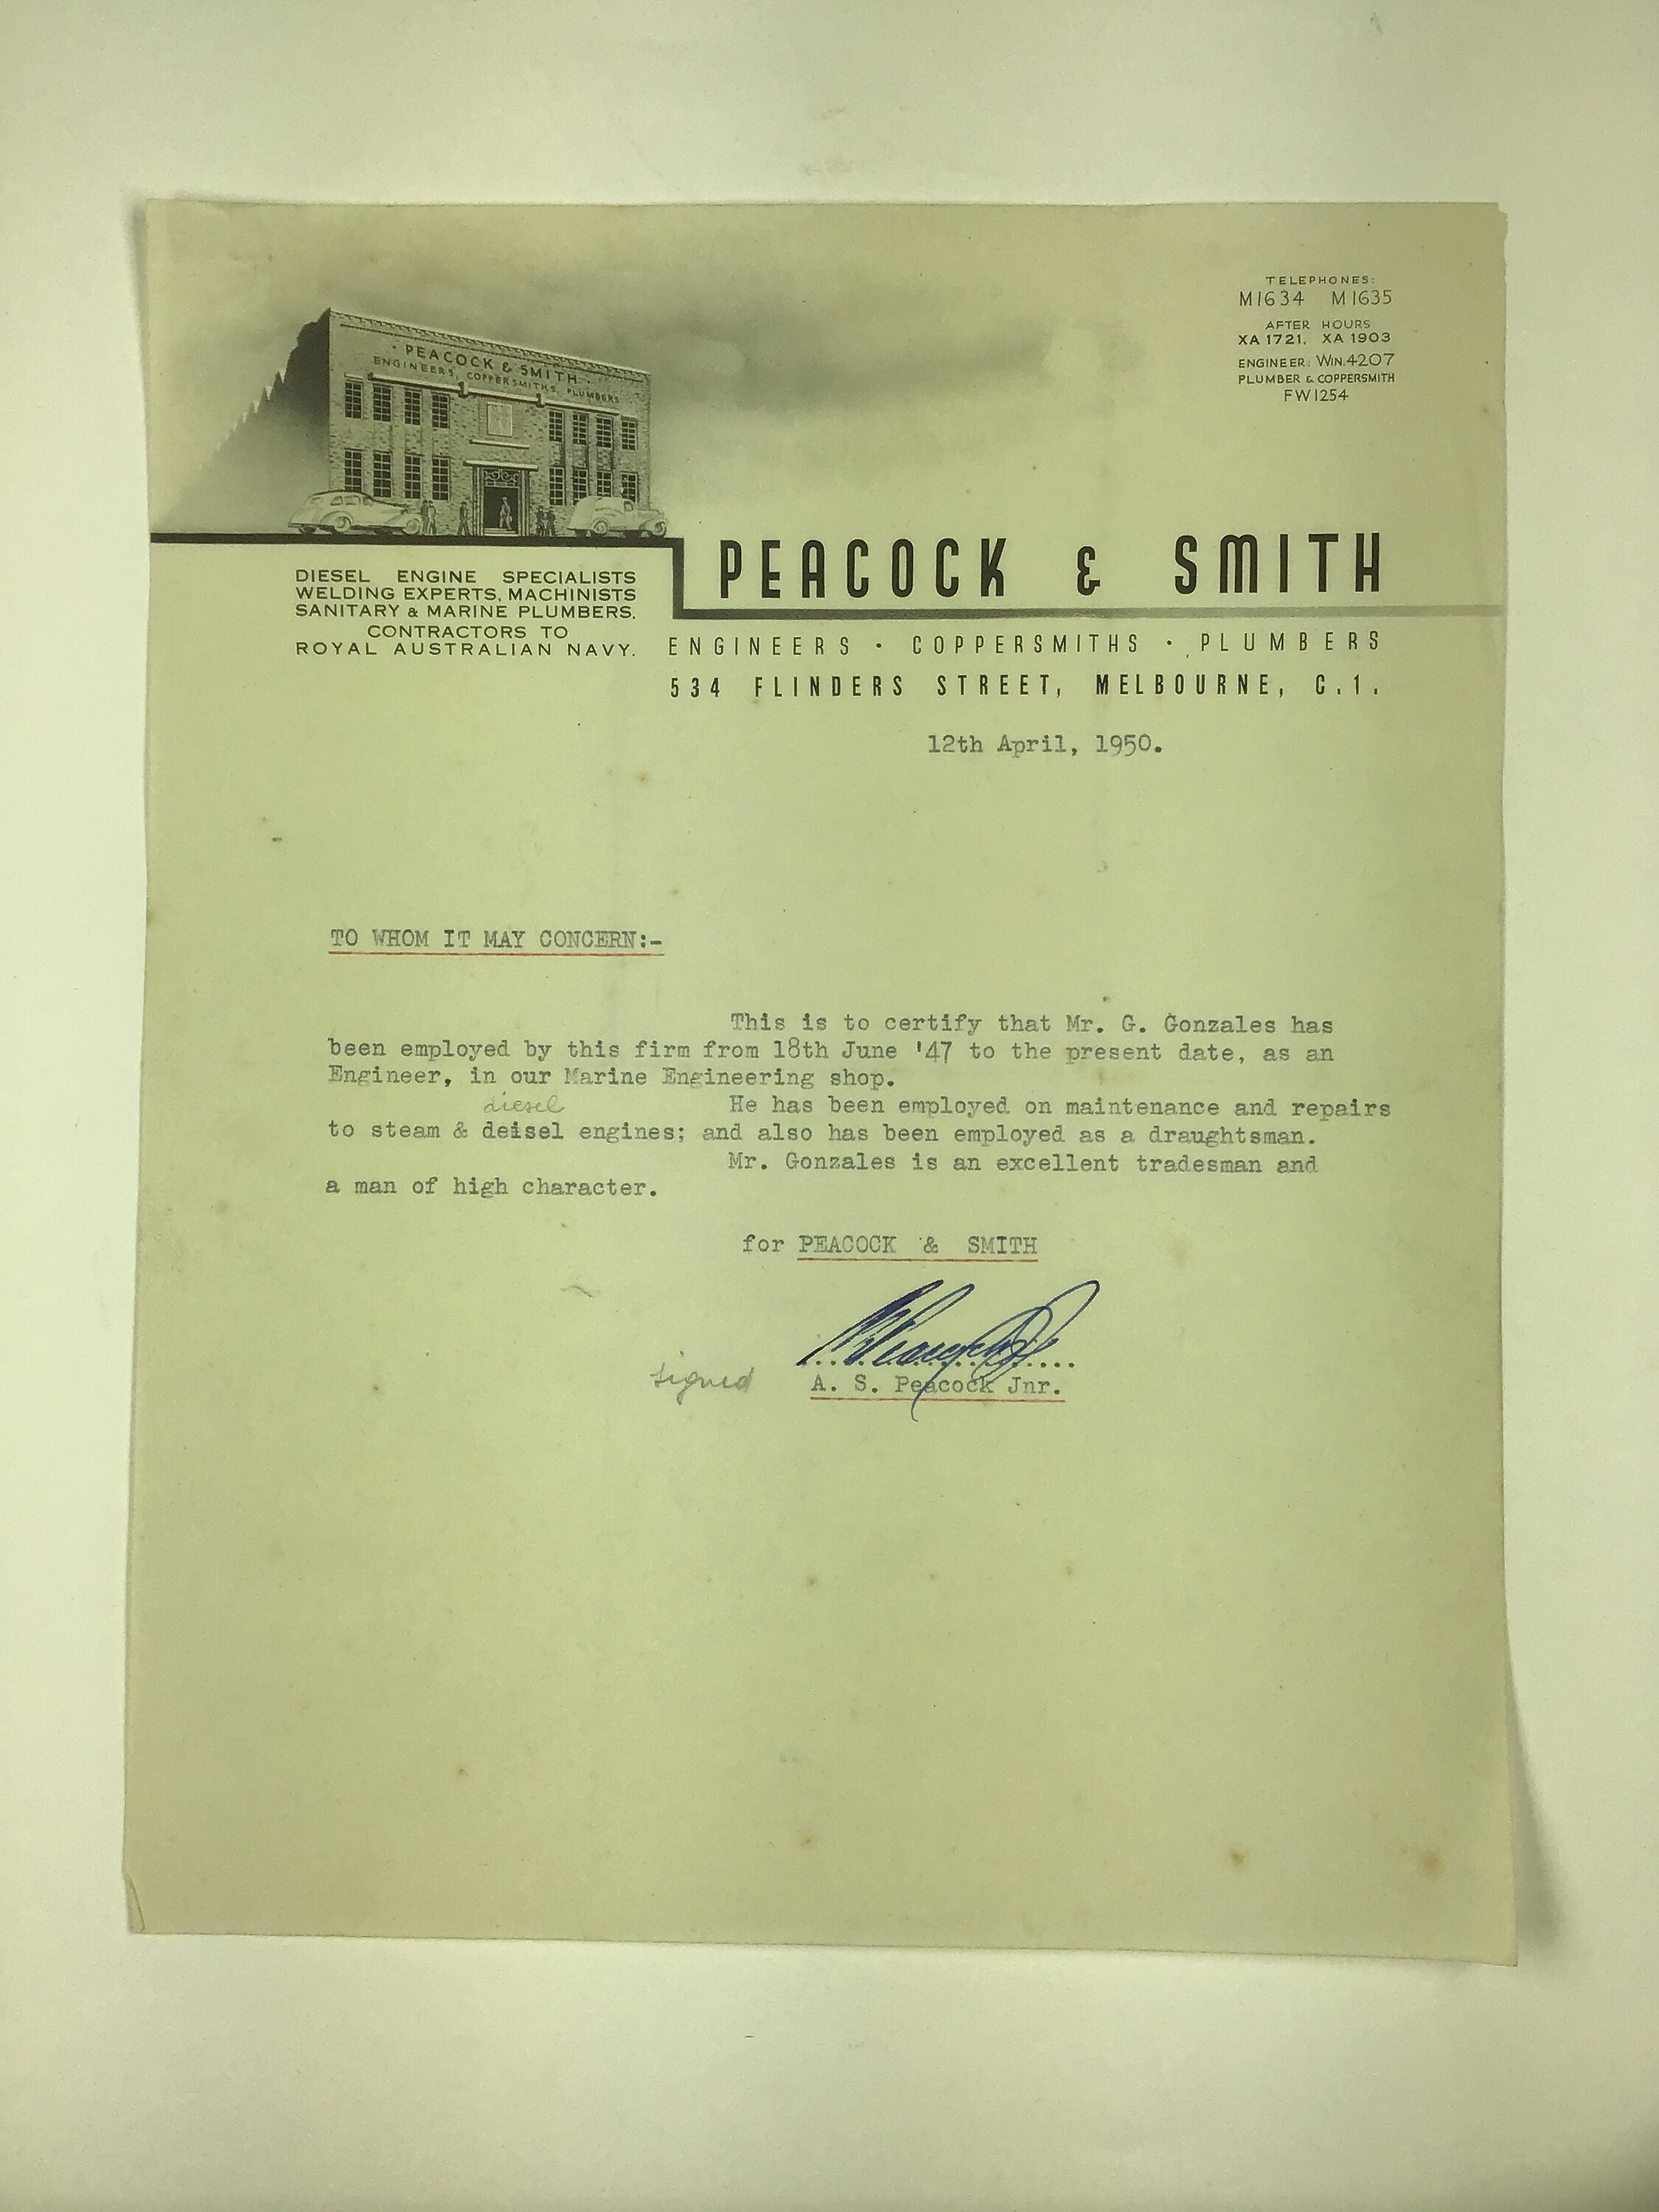 TELEPHONES:
M1634 M1635
AFTER HOURS
XA 1721, XA 1903
ENGINEER: WIN.4207
PLUMBER & COPPERSMITH
FW1254
· PEACOCK & SMITH ·
ENGINEERS, COPPERSMITHS, PLUMBERS
PEACOCK & SMITH
DIESEL ENGINE SPECIALISTS
WELDING EXPERTS, MACHINISTS
SANITARY & MARINE PLUMBERS.
CONTRACTORS TO
ROYAL AUSTRALIAN NAVY.
ENGINEERS · COPPERSMITHS · PLUMBERS
534 FLINDERS STREET, MELBOURNE, C.1.
12th April, 1950.
TO WHOM IT MAY CONCERN:-
This is to certify that Mr. G. Gonzales has
been employed by this firm from 18th June '47 to the present date, as an
Engineer, in our Marine Engineering shop.
diesel
He has been employed on maintenance and repairs
to steam & deisel engines; and also has been employed as a draughtsman.
Mr. Gonzales is an excellent tradesman and
a man of high character.
for PEACOCK & SMITH
signed
A. S. Peacock Jnr.